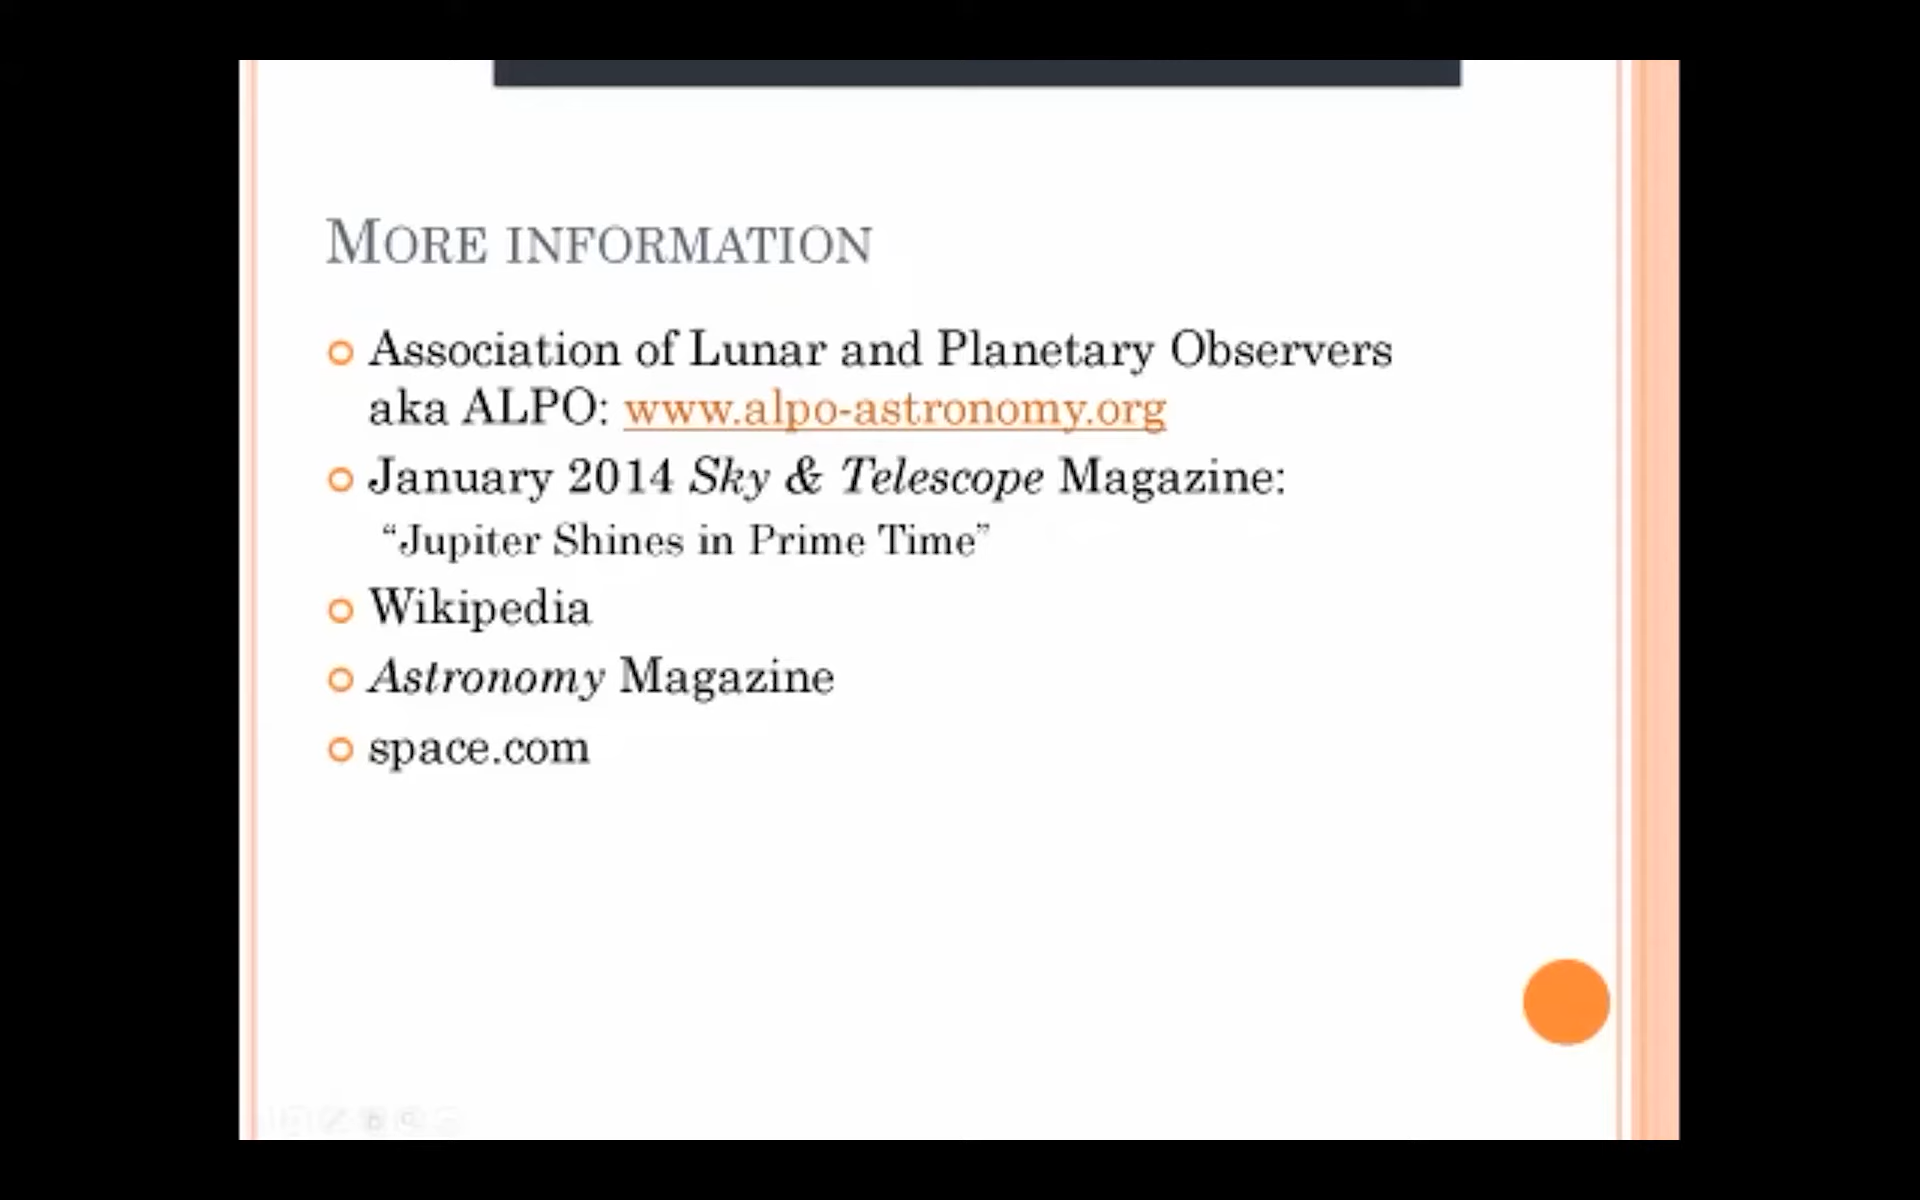 More information
Association of Lunar and Planetary Observers
aka ALPO: www.alpo-astronomy.org
January 2014 Sky & Telescope Magazine:
“Jupiter Shines in Prime Time”
Wikipedia
Astronomy Magazine
space.com